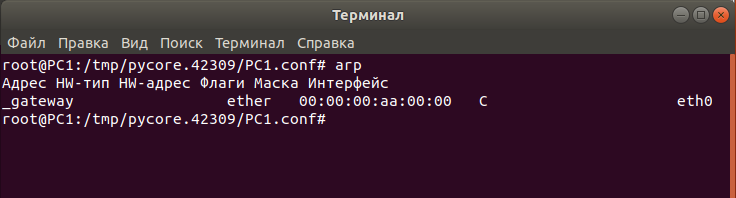 Терминал
Файл Правка Вид Поиск Терминал Справка
root@PC1:/tmp/pycore.42309/PC1.conf# arp
Адрес HW-тип HW-адрес Флаги Маска Интерфейс
_gateway ether 00:00:00:aa:00:00 C eth0
root@PC1:/tmp/pycore.42309/PC1.conf#